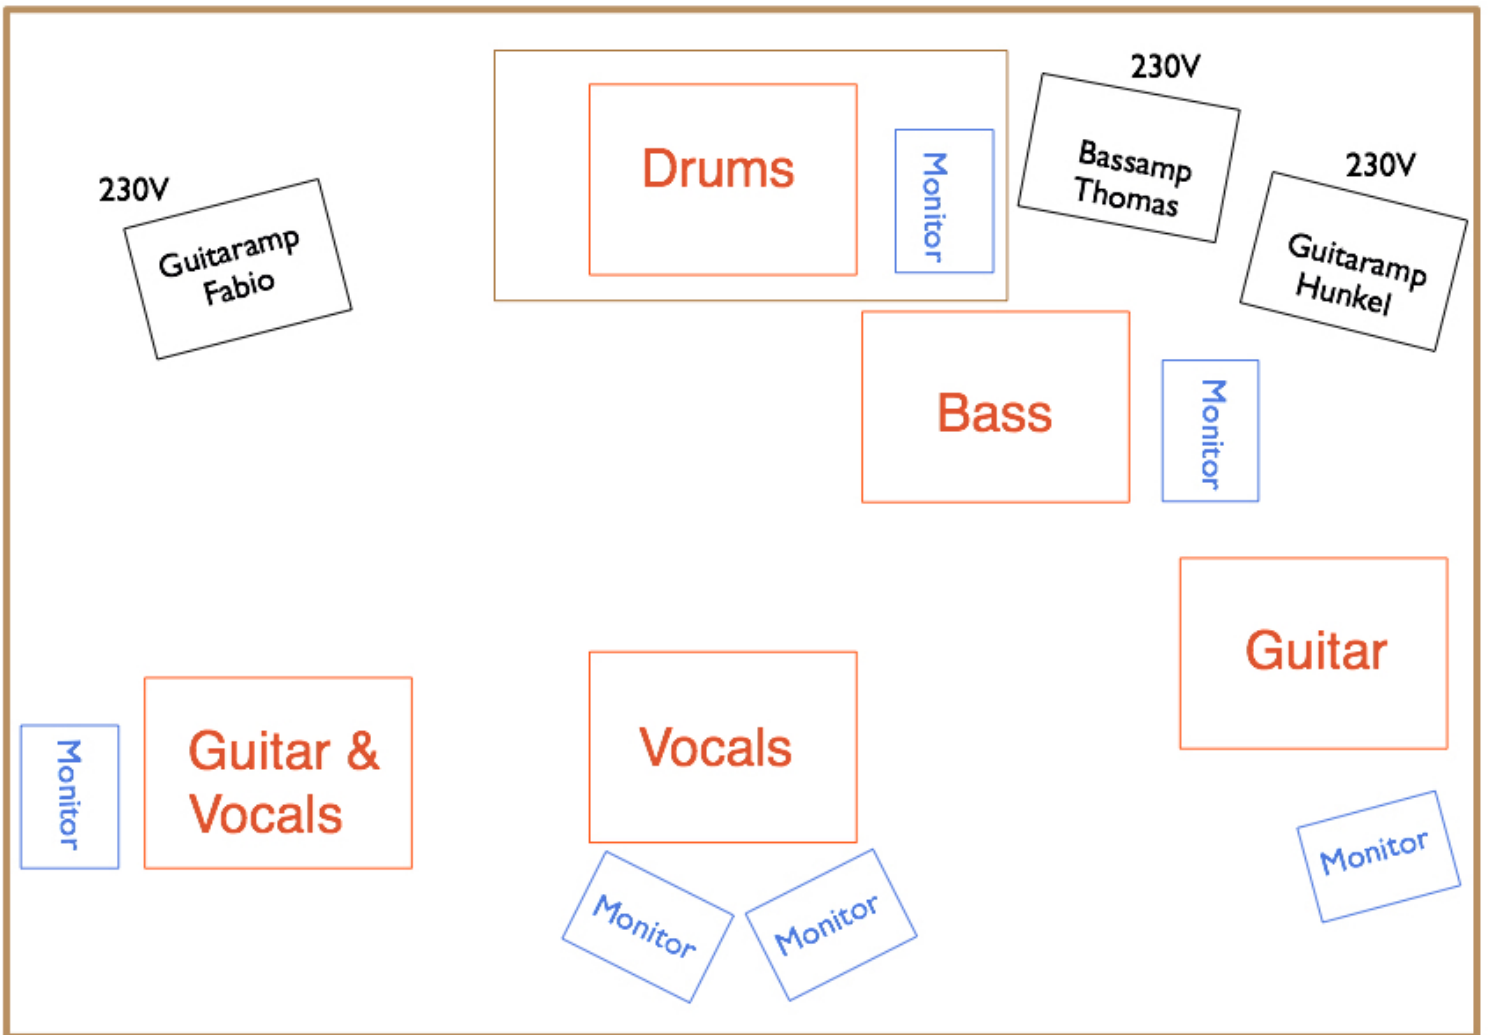 230V
Drums
Monitor
Bassamp
Thomas
230V
230V
Guitaramp
Fabio
Guitaramp
Hunkel
Bass
Monitor
Guitar
Guitar &
Vocals
Monitor
Vocals
Monitor
Monitor
Monitor